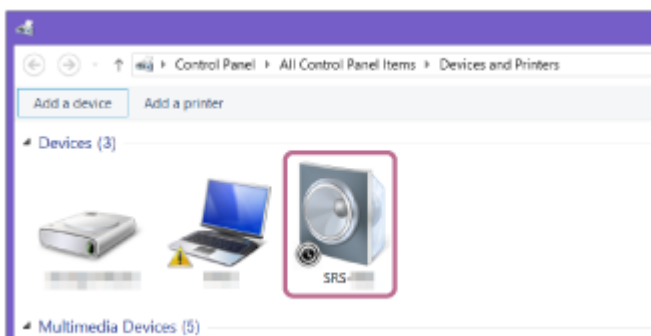 Control Panel All Control Panel Items Devices and Printers
Add a device Add a printer
Devices (3)
SRS-
Multimedia Devices (5)